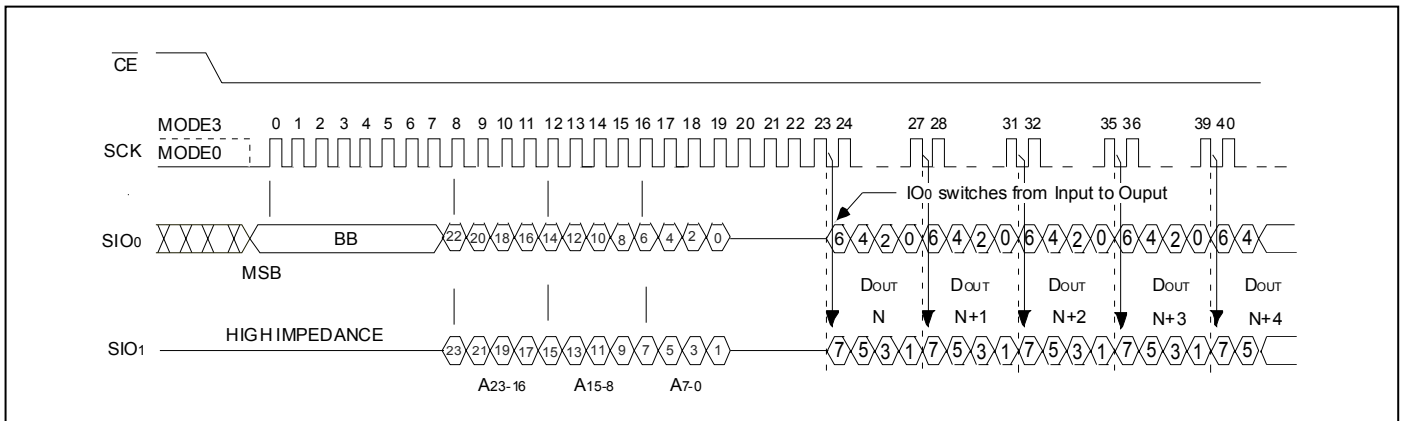 CE
MODE3
0 1 2 3 4 5 6 7 8 9 10 11 12 13 14 15 16 17 18 19 20 21 22 23 24 27 28 31 32 35 36 39 40
SCK
MODE0
IO0 switches from Input to Ouput
SIO0
BB
22 20 18 16 14 12 10 8 6 4 2 0
6 4 2 0 6 4 2 0 6 4 2 0 6 4 2 0 6 4
MSB
DOUT DOUT DOUT DOUT DOUT
N N+1 N+2 N+3 N+4
HIGH IMPEDANCE
SIO1
23 21 19 17 15 13 11 9 7 5 3 1
7 5 3 1 7 5 3 1 7 5 3 1 7 5 3 1 7 5
A23-16 A15-8 A7-0